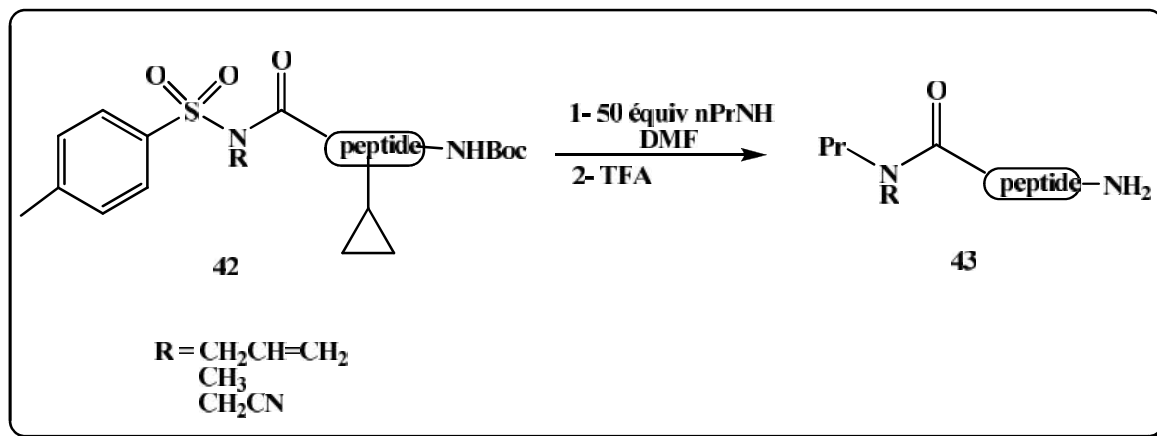 O
O O
S
N
R
peptide
NHBoc
42
1- 50 équiv nPrNH
DMF
2- TFA
O
Pr
N
R
peptide
NH₂
43
R = CH₂CH=CH₂
CH₃
CH₂CN